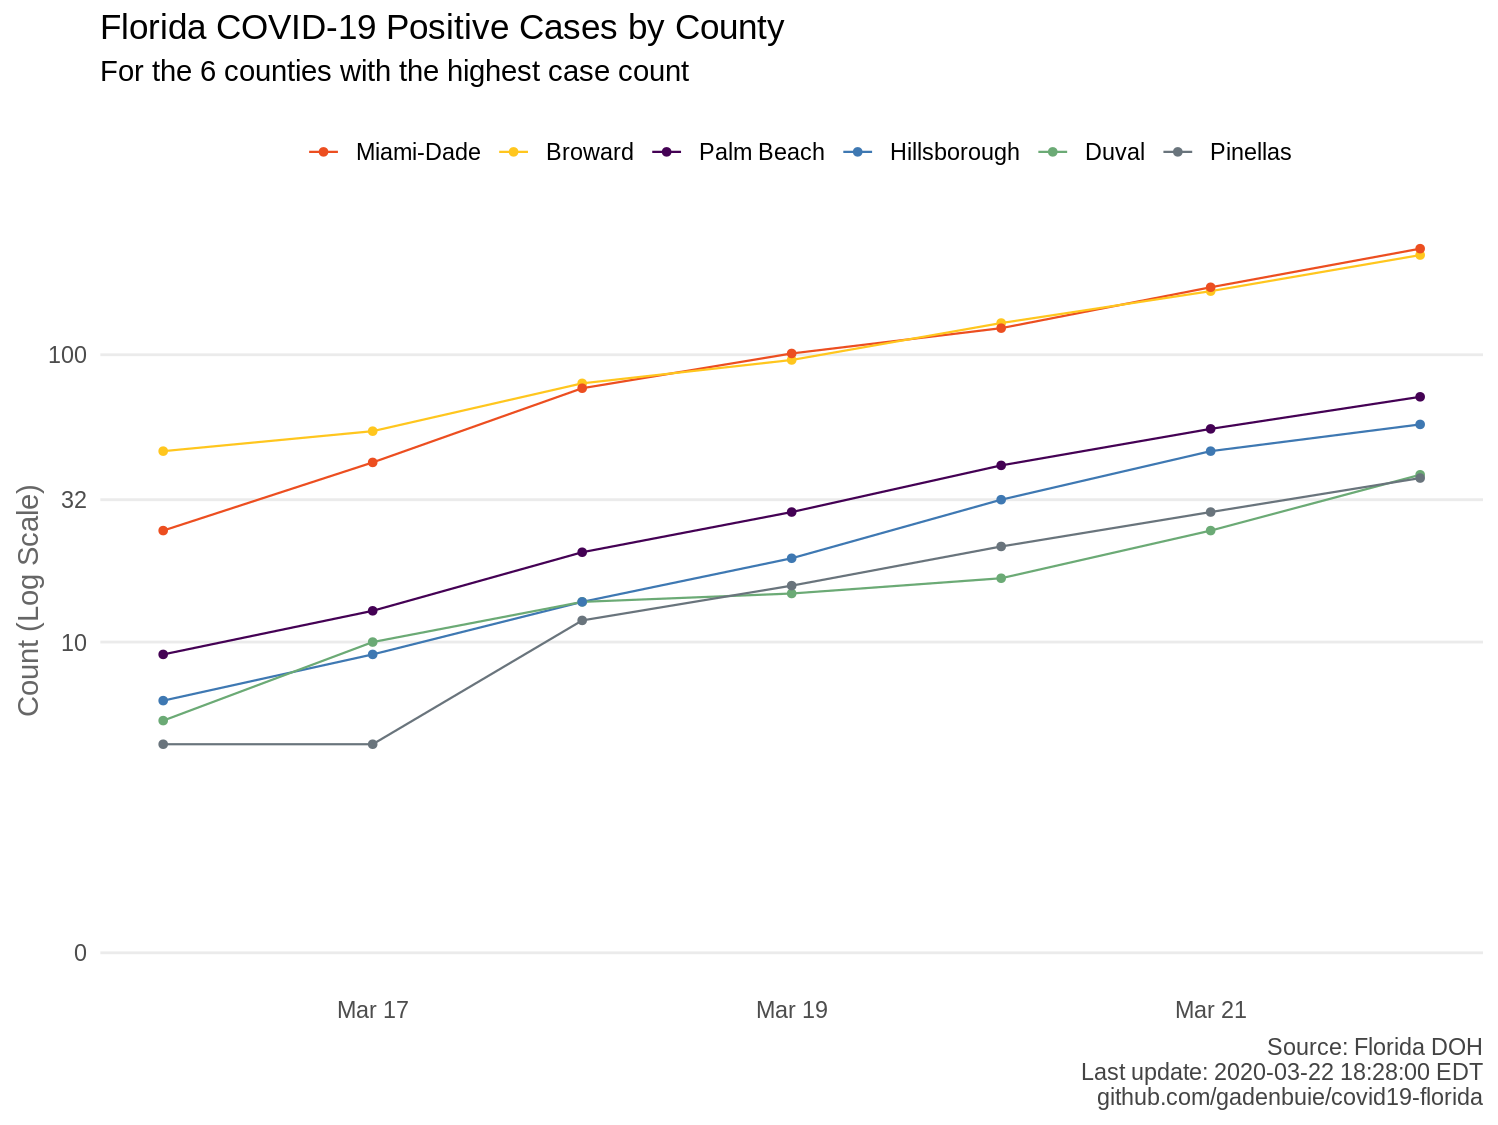 Florida COVID-19 Positive Cases by County
For the 6 counties with the highest case count
Miami-Dade Broward Palm Beach Hillsborough Duval Pinellas
Count (Log Scale)
100
32
10
0
Mar 17 Mar 19 Mar 21
Source: Florida DOH
Last update: 2020-03-22 18:28:00 EDT
github.com/gadenbuie/covid19-florida